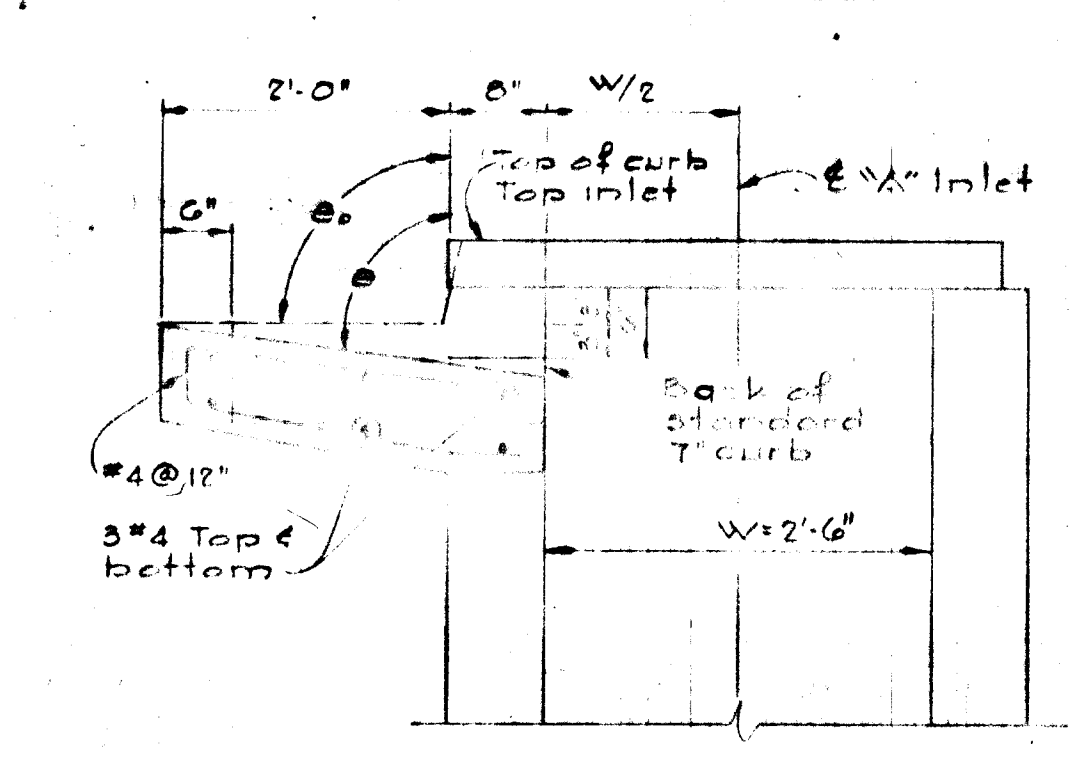 2'-0"
8"
W/2
Top of curb
Top inlet
℄ "A" Inlet
6"
θ₀
θ
Back of
standard
7" curb
#4 @ 12"
W = 2'-6"
3 #4 Top &
bottom